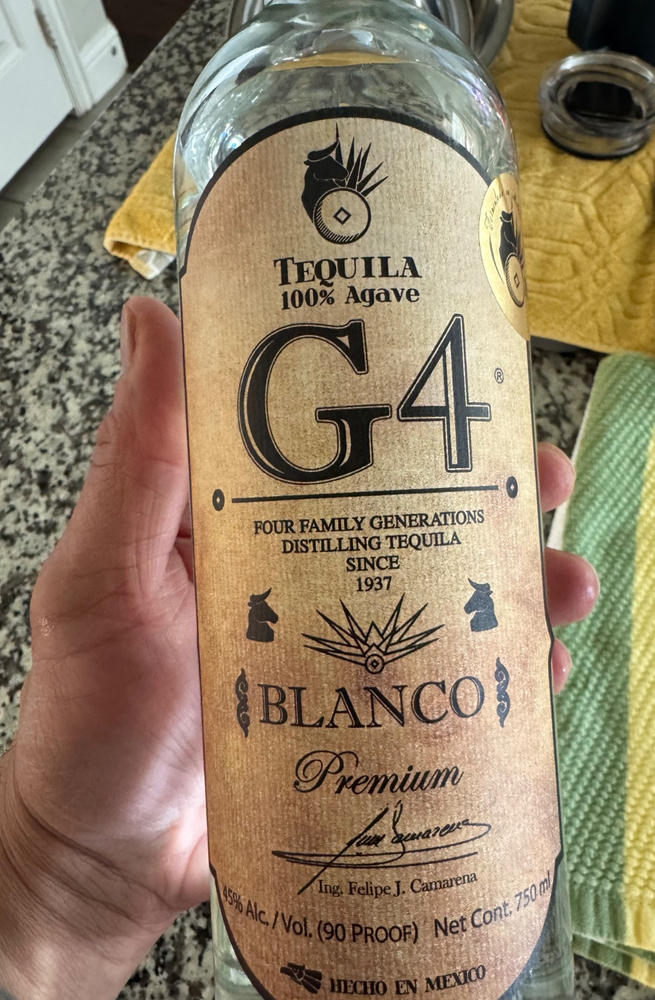 TEQUILA
100% Agave
G4®
FOUR FAMILY GENERATIONS
DISTILLING TEQUILA
SINCE
1937
BLANCO
Premium
Ing. Felipe J. Camarena
45% Alc. / Vol. (90 PROOF) Net Cont. 750 ml
HECHO EN MEXICO